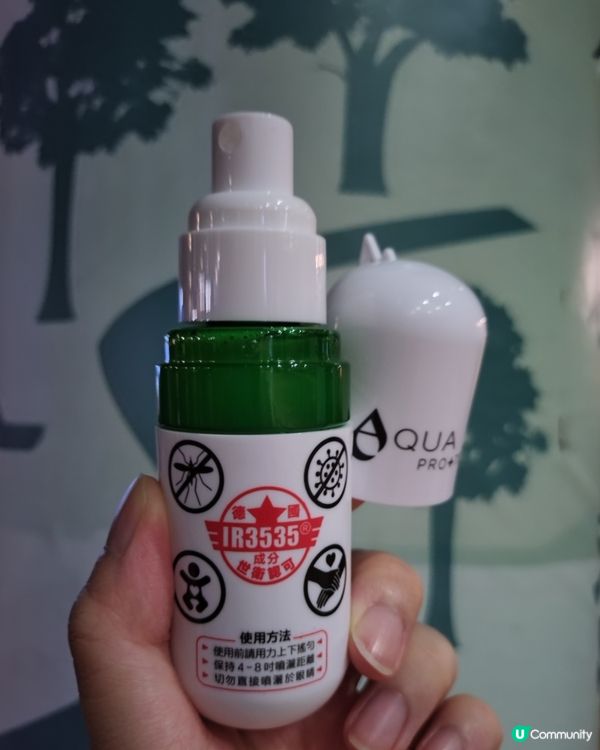 QUA
PRO+
德國
IR3535®
成分
世衛認可
使用方法
使用前請用力上下搖勻
保持4-8吋噴灑距離
切勿直接噴灑於眼睛
U Community